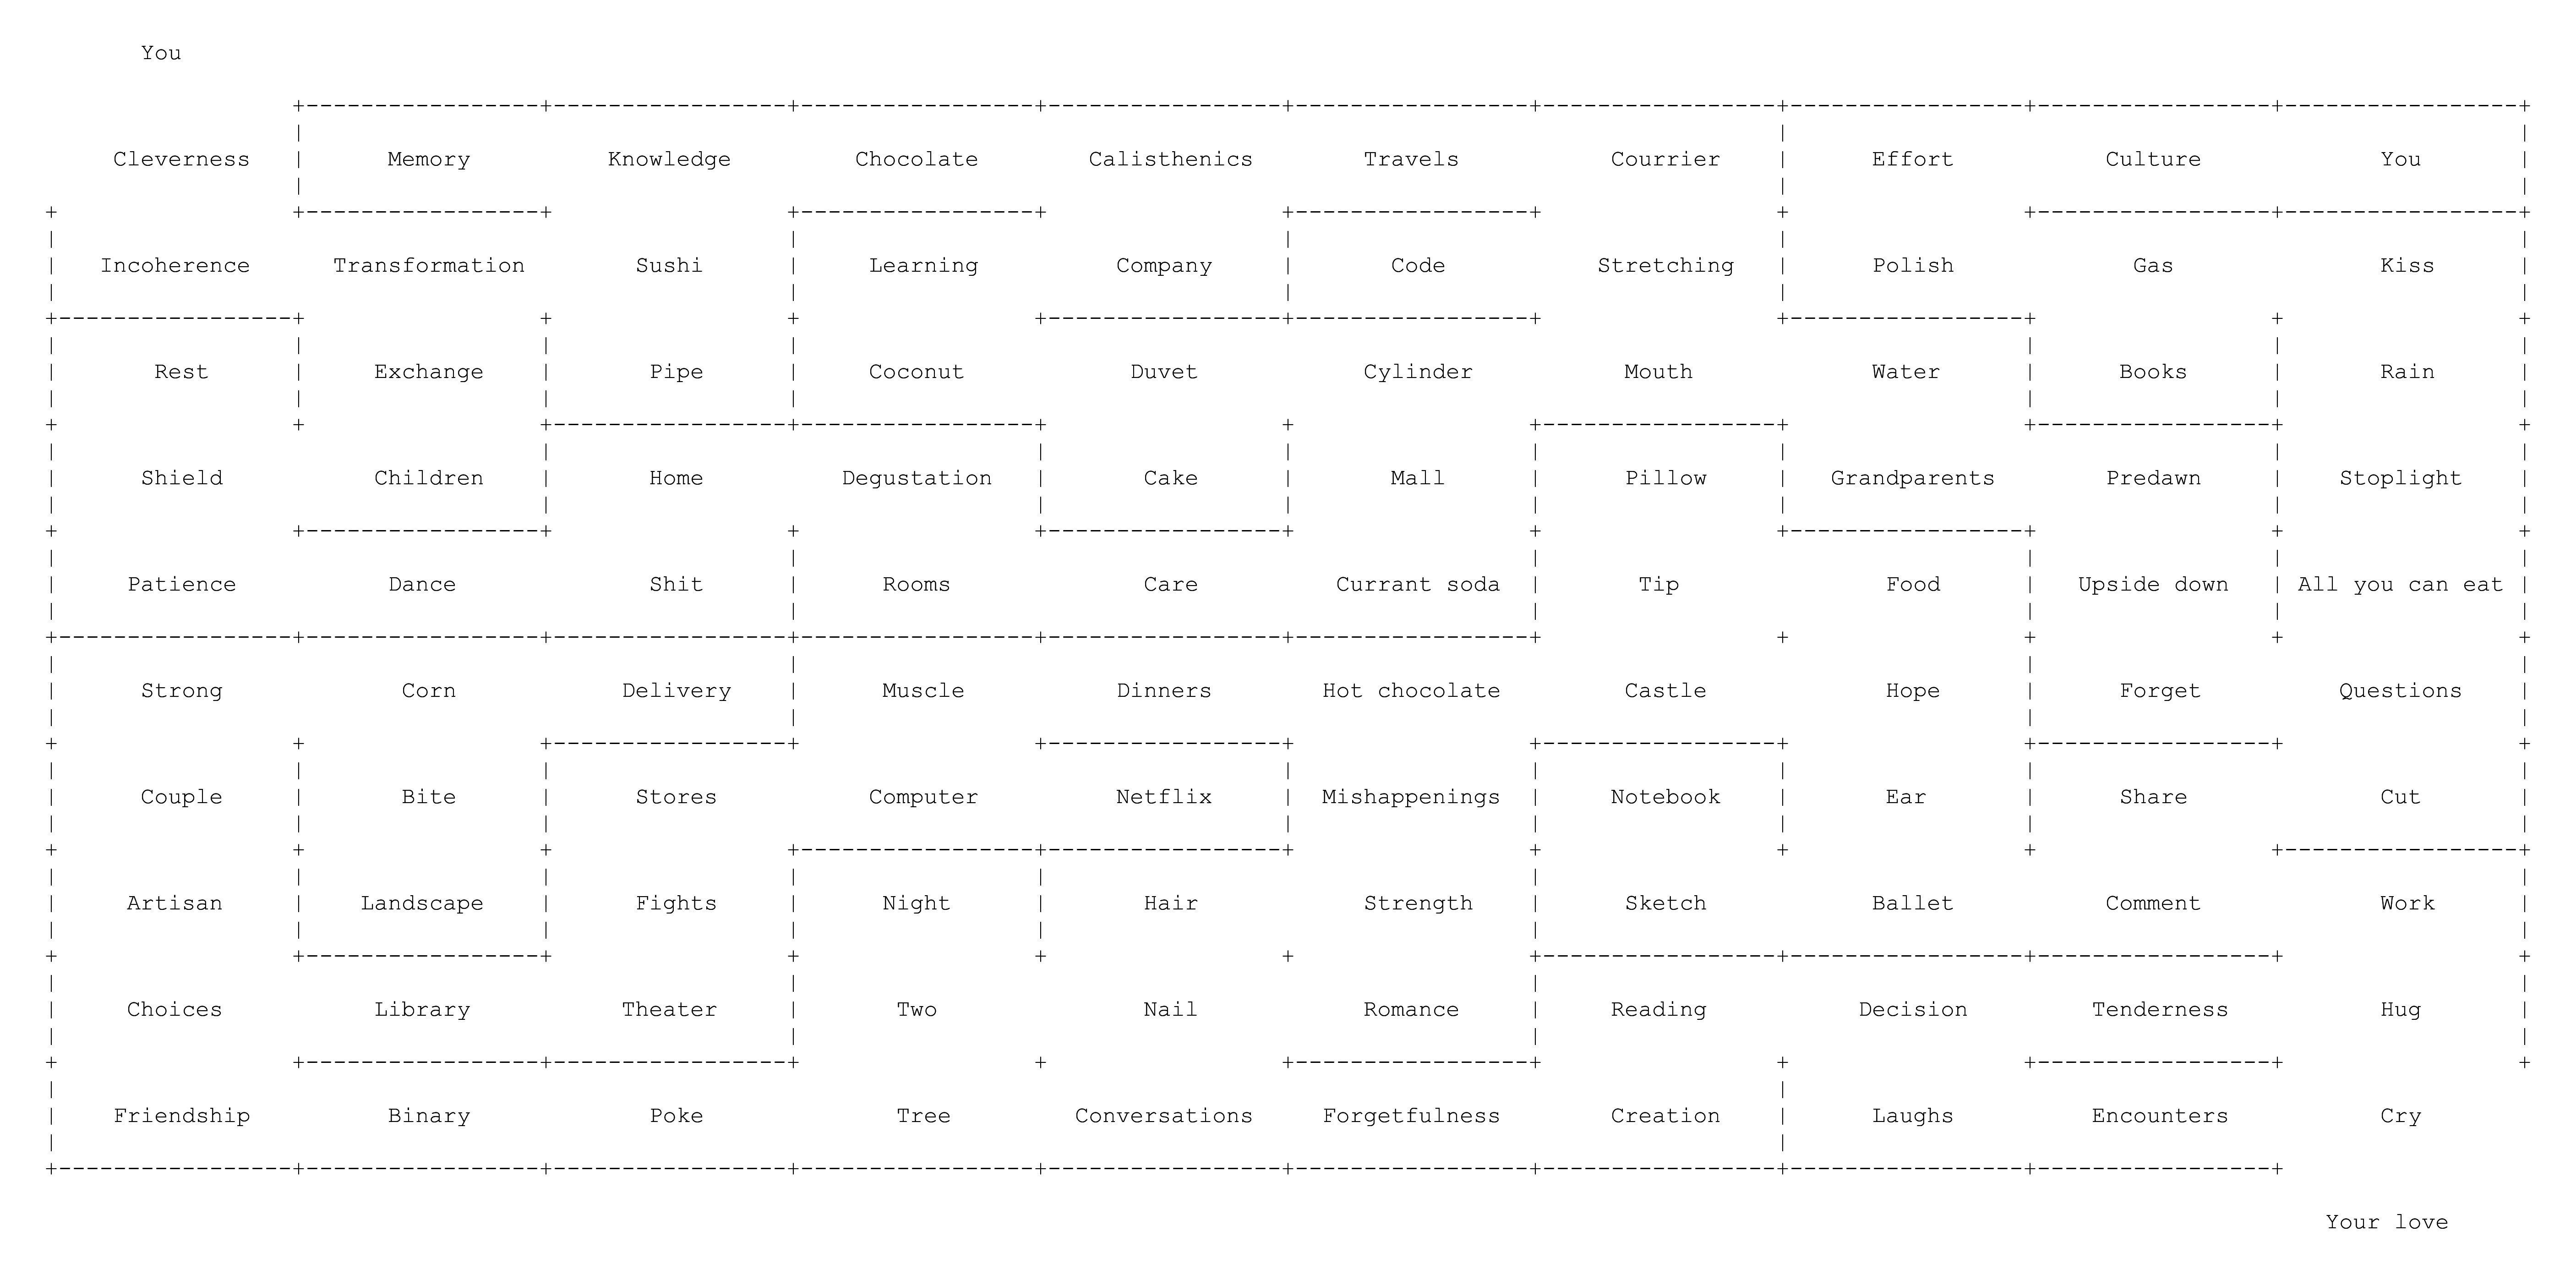 You
Cleverness Memory Knowledge Chocolate Calisthenics Travels Courrier Effort Culture You
Incoherence Transformation Sushi Learning Company Code Stretching Polish Gas Kiss
Rest Exchange Pipe Coconut Duvet Cylinder Mouth Water Books Rain
Shield Children Home Degustation Cake Mall Pillow Grandparents Predawn Stoplight
Patience Dance Shit Rooms Care Currant soda Tip Food Upside down All you can eat
Strong Corn Delivery Muscle Dinners Hot chocolate Castle Hope Forget Questions
Couple Bite Stores Computer Netflix Mishappenings Notebook Ear Share Cut
Artisan Landscape Fights Night Hair Strength Sketch Ballet Comment Work
Choices Library Theater Two Nail Romance Reading Decision Tenderness Hug
Friendship Binary Poke Tree Conversations Forgetfulness Creation Laughs Encounters Cry
Your love